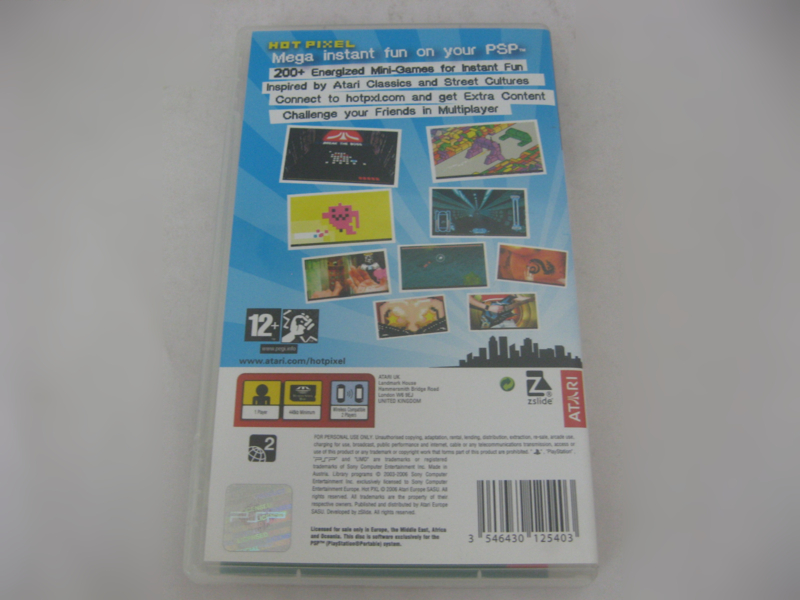 HOT PIXEL
Mega instant fun on your PSP™
200+ Energized Mini-Games for Instant Fun
Inspired by Atari Classics and Street Cultures
Connect to hotpxl.com and get Extra Content
Challenge your Friends in Multiplayer
12+
www.pegi.info
www.atari.com/hotpixel
1 Player
Wireless Compatible
2 Players
ATARI UK
Landmark House
Hammersmith Bridge Road
London W6 9EJ
UNITED KINGDOM
Z®
zslide
ATARI
2
FOR PERSONAL USE ONLY. Unauthorised copying, adaptation, rental, lending, distribution, extraction, re-sale, arcade use,
charging for use, broadcast, public performance and internet, cable or any telecommunications transmission, access or
use of this product or any trademark or copyright work that forms part of this product are prohibited. "PlayStation",
"PSP" and "UMD" are trademarks or registered
trademarks of Sony Computer Entertainment Inc. Made in
Austria. Library programs © 2003-2006 Sony Computer
Entertainment Inc. exclusively licensed to Sony Computer
Entertainment Europe. Hot PXL © 2006 Atari Europe SASU. All
rights reserved. All trademarks are the property of their
respective owners. Published and distributed by Atari Europe
SASU. Developed by zSlide. All rights reserved.
Licensed for sale only in Europe, the Middle East, Africa
and Oceania. This disc is software exclusively for the
PSP™ (PlayStation®Portable) system.
PSP
3 546430 125403